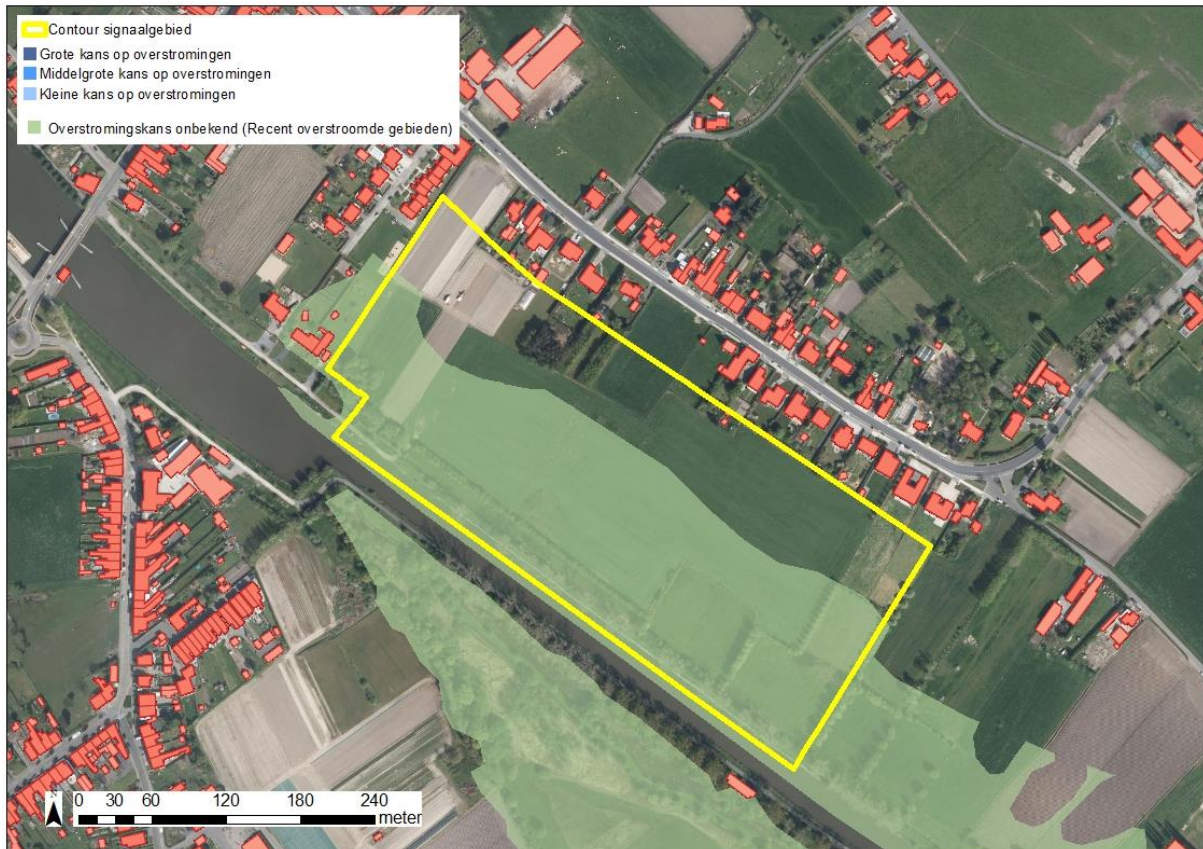 Contour signaalgebied
Grote kans op overstromingen
Middelgrote kans op overstromingen
Kleine kans op overstromingen
Overstromingskans onbekend (Recent overstroomde gebieden)
N
0 30 60 120 180 240
meter